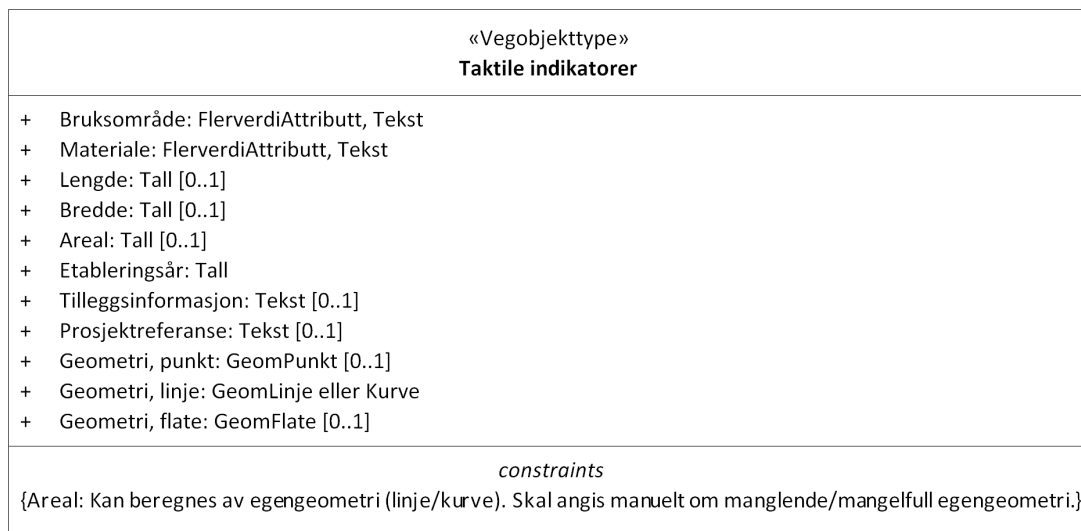 «Vegobjekttype»
Taktile indikatorer
+ Bruksområde: FlerverdiAttributt, Tekst
+ Materiale: FlerverdiAttributt, Tekst
+ Lengde: Tall [0..1]
+ Bredde: Tall [0..1]
+ Areal: Tall [0..1]
+ Etableringsår: Tall
+ Tilleggsinformasjon: Tekst [0..1]
+ Prosjektreferanse: Tekst [0..1]
+ Geometri, punkt: GeomPunkt [0..1]
+ Geometri, linje: GeomLinje eller Kurve
+ Geometri, flate: GeomFlate [0..1]
constraints
{Areal: Kan beregnes av egengeometri (linje/kurve). Skal angis manuelt om manglende/mangelfull egengeometri.}